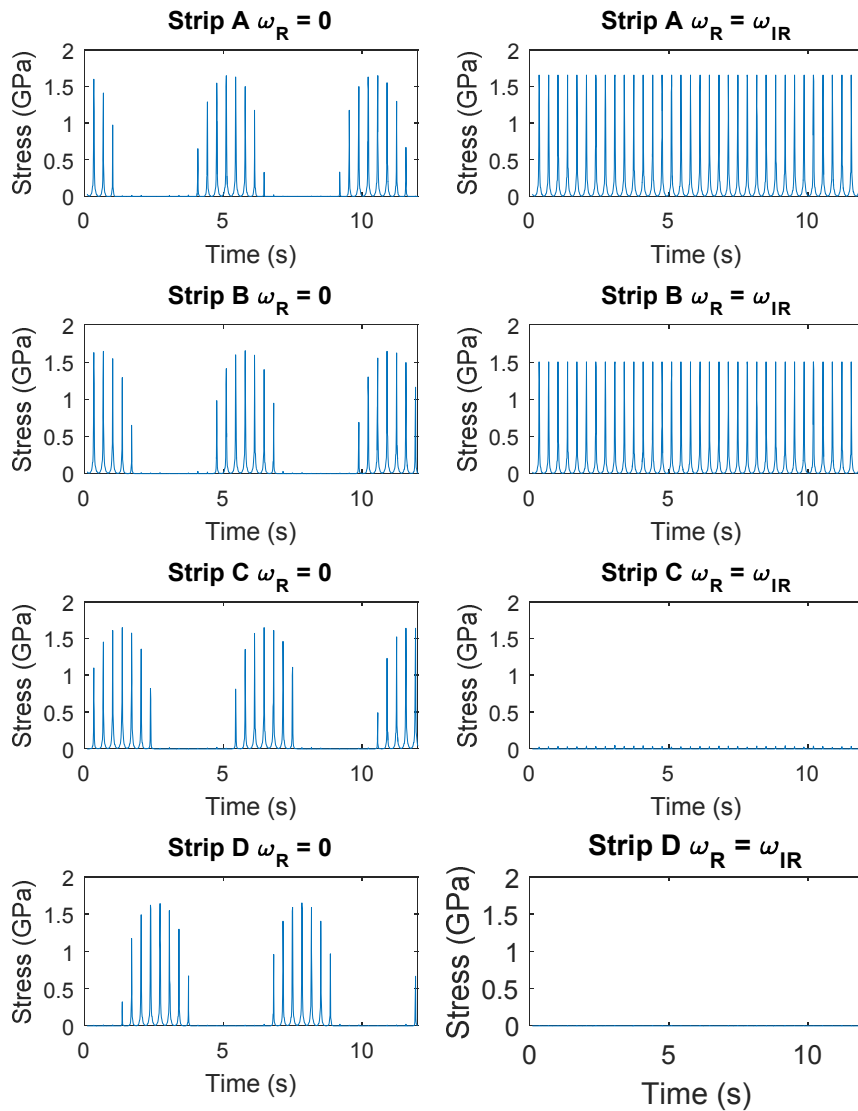 Strip A ω_R = 0
Stress (GPa)
2
1.5
1
0.5
0
0 5 10
Time (s)
Strip A ω_R = ω_IR
Stress (GPa)
2
1.5
1
0.5
0
0 5 10
Time (s)
Strip B ω_R = 0
Stress (GPa)
2
1.5
1
0.5
0
0 5 10
Time (s)
Strip B ω_R = ω_IR
Stress (GPa)
2
1.5
1
0.5
0
0 5 10
Time (s)
Strip C ω_R = 0
Stress (GPa)
2
1.5
1
0.5
0
0 5 10
Time (s)
Strip C ω_R = ω_IR
Stress (GPa)
2
1.5
1
0.5
0
0 5 10
Time (s)
Strip D ω_R = 0
Stress (GPa)
2
1.5
1
0.5
0
0 5 10
Time (s)
Strip D ω_R = ω_IR
Stress (GPa)
2
1.5
1
0.5
0
0 5 10
Time (s)